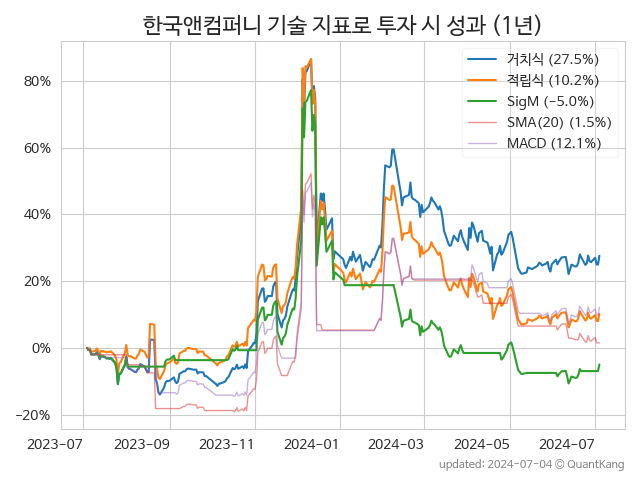 한국앤컴퍼니 기술 지표로 투자 시 성과 (1년)
거치식 (27.5%)
적립식 (10.2%)
SigM (−5.0%)
SMA(20) (1.5%)
MACD (12.1%)
80%
60%
40%
20%
0%
−20%
2023-07 2023-09 2023-11 2024-01 2024-03 2024-05 2024-07
updated: 2024-07-04 © QuantKang